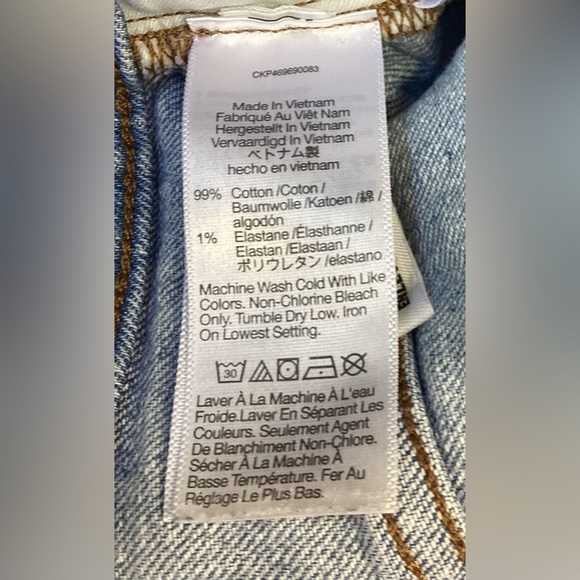 CKP469690083
Made In Vietnam
Fabriqué Au Viêt Nam
Hergestellt In Vietnam
Vervaardigd In Vietnam
ベトナム製
hecho en vietnam
99% Cotton /Coton /
Baumwolle /Katoen /綿 /
algodón
1% Elastane /Élasthanne /
Elastan /Elastaan /
ポリウレタン /elastano
Machine Wash Cold With Like
Colors. Non-Chlorine Bleach
Only. Tumble Dry Low. Iron
On Lowest Setting.
30
Laver À La Machine À L'eau
Froide.Laver En Séparant Les
Couleurs. Seulement Agent
De Blanchiment Non-Chlore.
Sécher À La Machine À
Basse Température. Fer Au
Réglage Le Plus Bas.